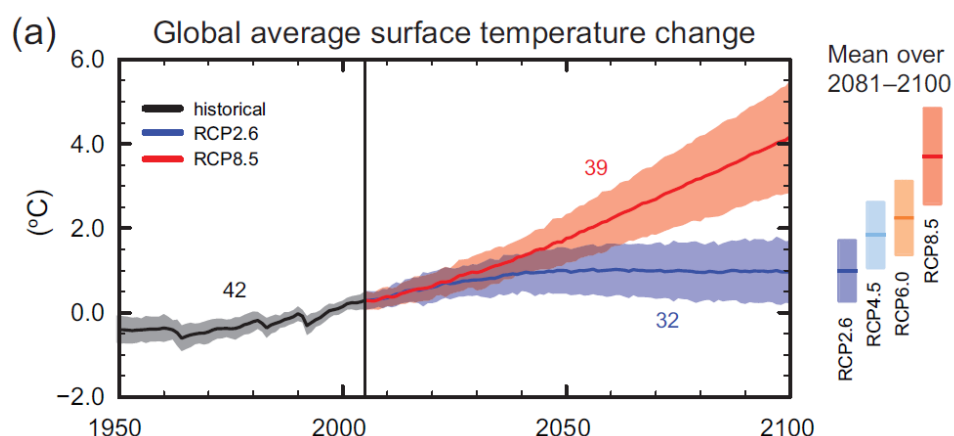 (a) Global average surface temperature change
6.0
4.0
2.0
0.0
−2.0
(°C)
historical
RCP2.6
RCP8.5
42
39
32
1950 2000 2050 2100
Mean over
2081–2100
RCP2.6
RCP4.5
RCP6.0
RCP8.5